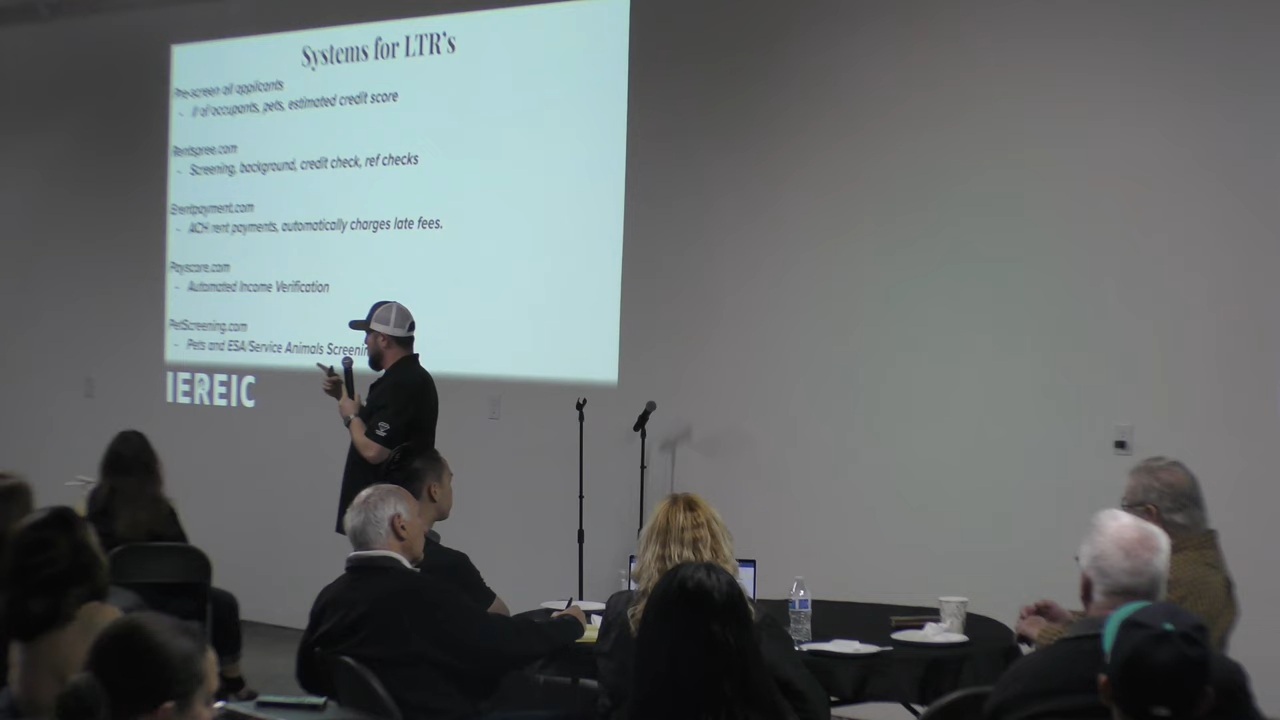 Systems for LTR's
Pre-screen all applicants
- # of occupants, pets, estimated credit score
Rentspree.com
- Screening, background, credit check, ref checks
Erentpayment.com
- ACH rent payments, automatically charges late fees.
Payscore.com
- Automated Income Verification
PetScreening.com
- Pets and ESA/Service Animals Screenin
IEREIC